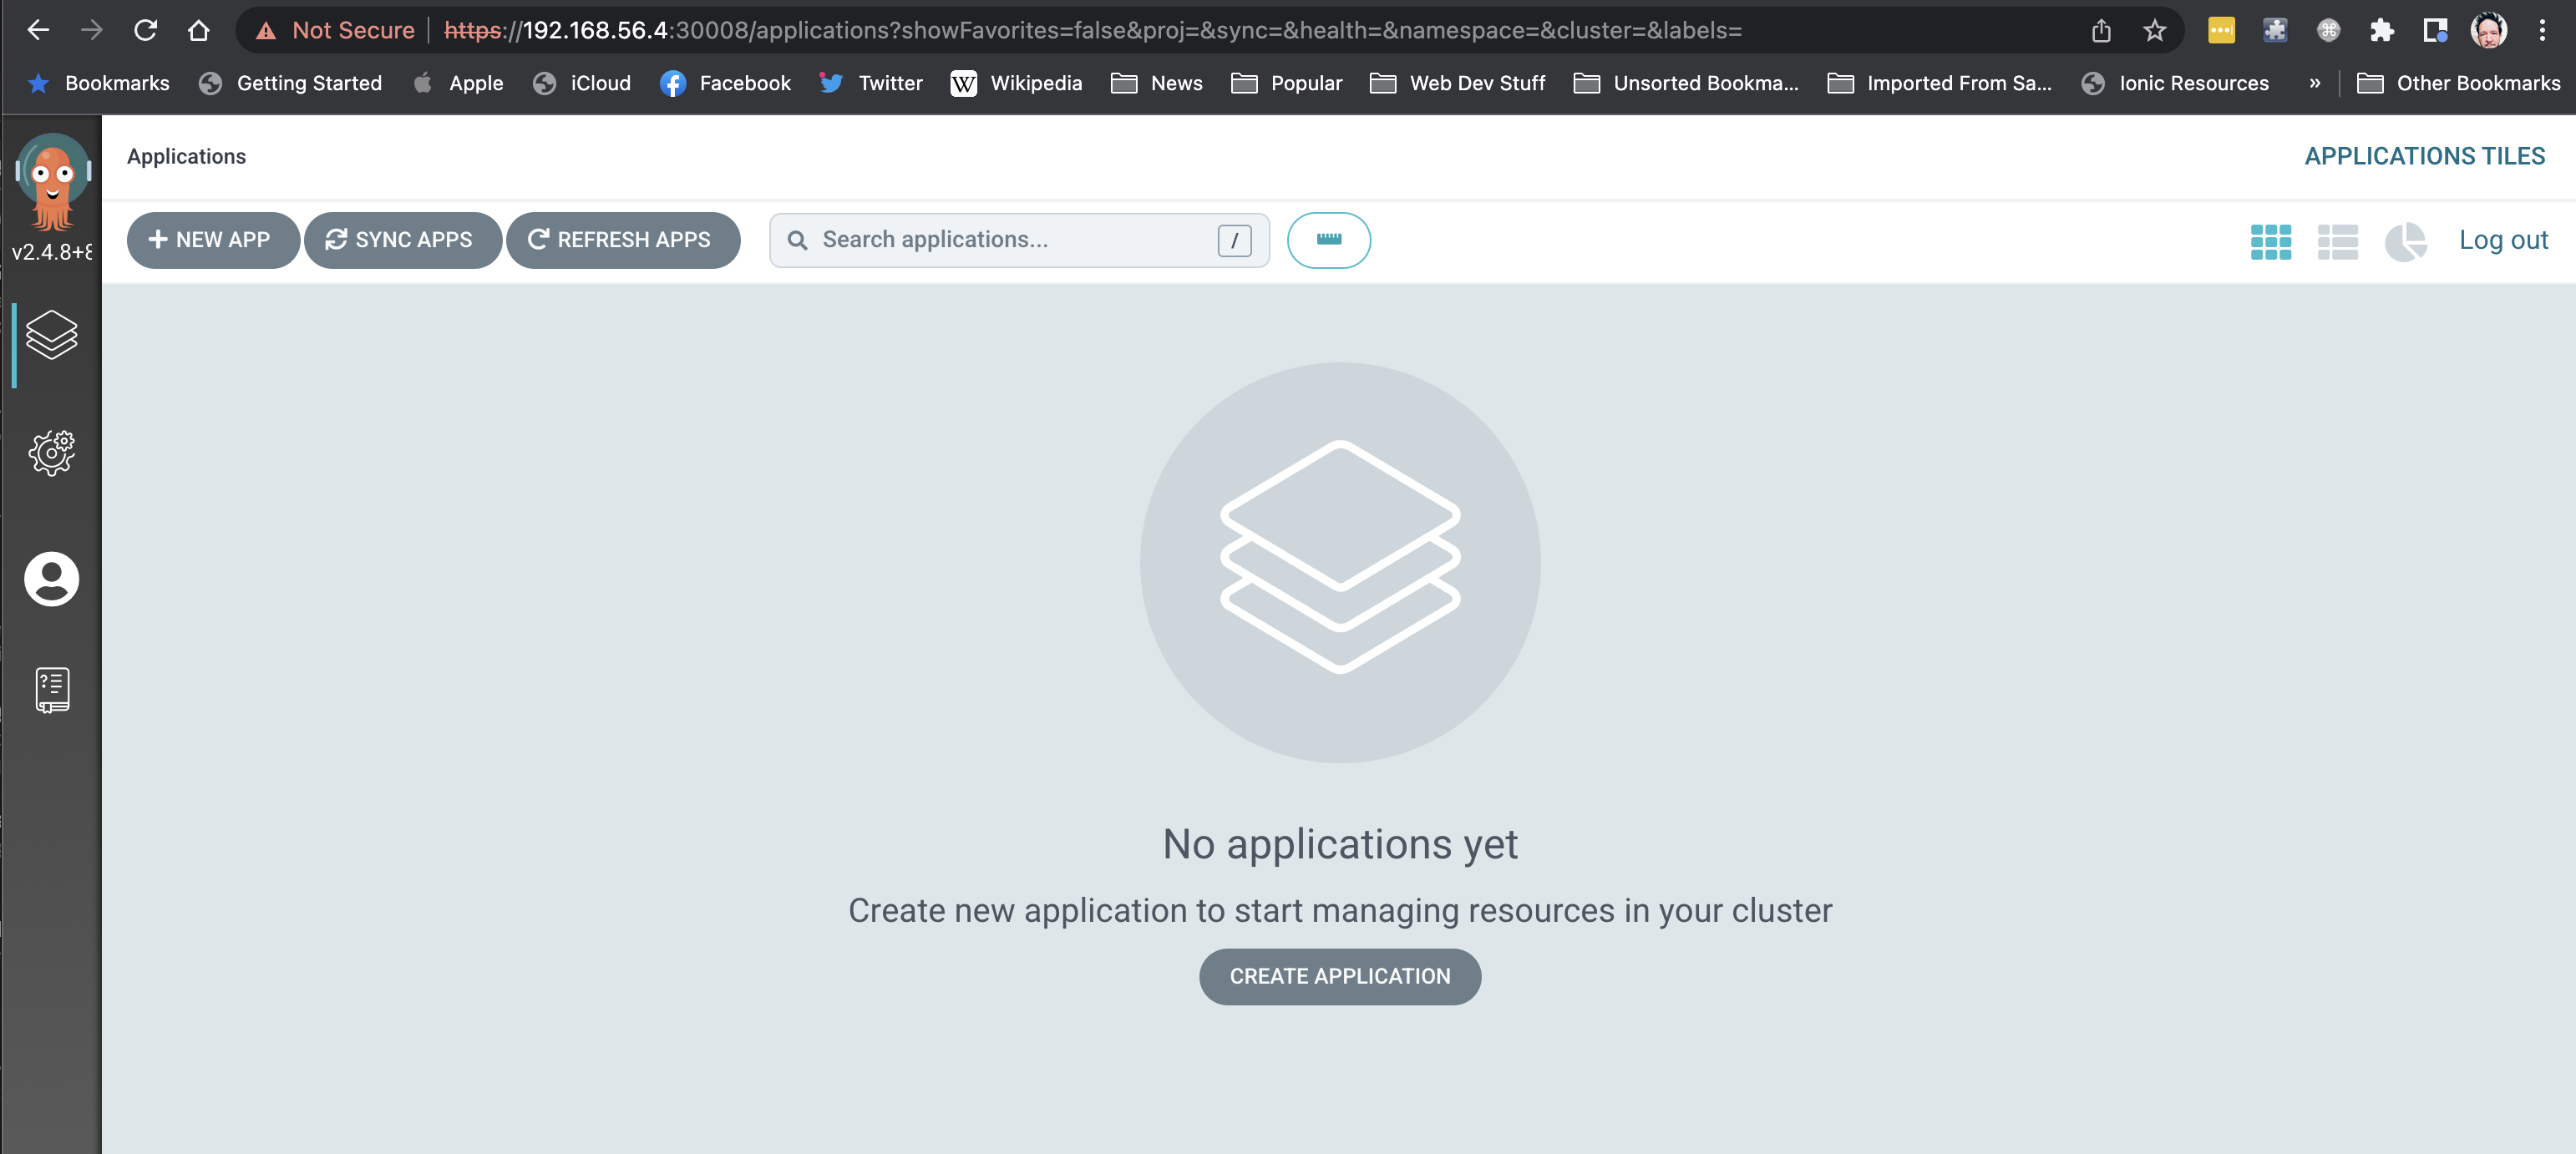 Not Secure https://192.168.56.4:30008/applications?showFavorites=false&proj=&sync=&health=&namespace=&cluster=&labels=
Bookmarks Getting Started Apple iCloud Facebook Twitter W Wikipedia News Popular Web Dev Stuff Unsorted Bookma... Imported From Sa... Ionic Resources » Other Bookmarks
Applications APPLICATIONS TILES
+ NEW APP SYNC APPS REFRESH APPS Search applications... / Log out
v2.4.8+8
No applications yet
Create new application to start managing resources in your cluster
CREATE APPLICATION